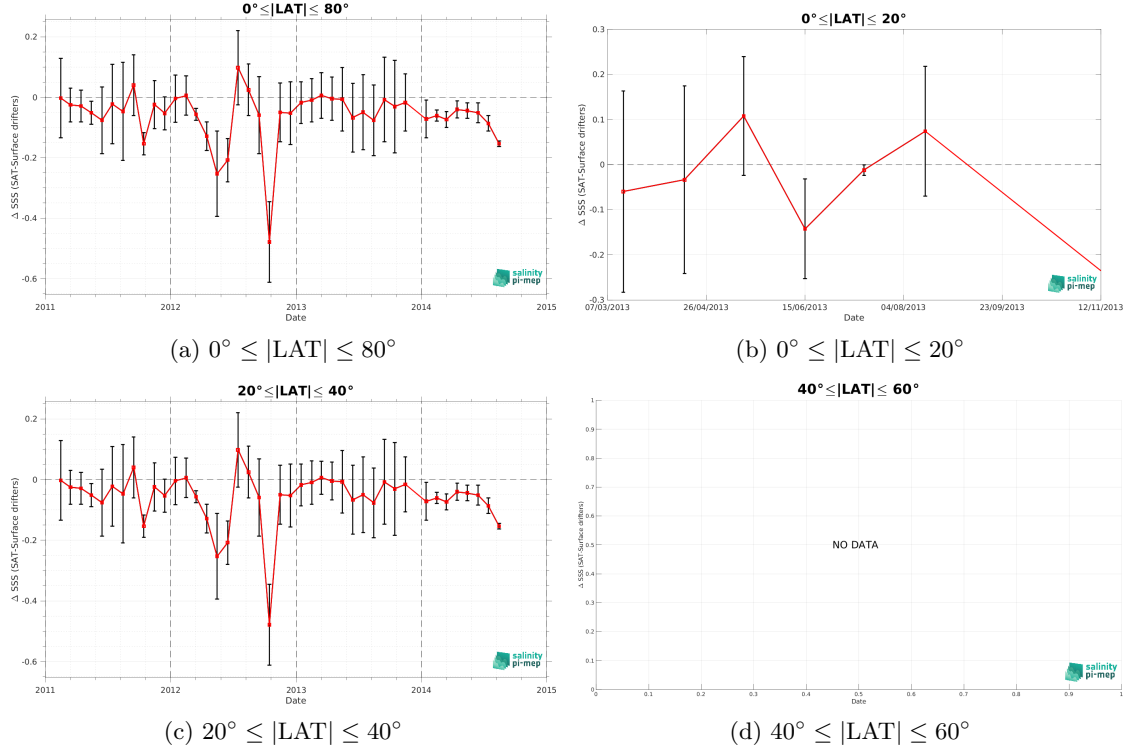 0°≤|LAT|≤ 80°
Δ SSS (SAT-Surface drifters)
0.2
0
-0.2
-0.4
-0.6
2011
2012
2013
2014
2015
Date
salinity
pi-mep
(a) 0° ≤ |LAT| ≤ 80°
0°≤|LAT|≤ 20°
Δ SSS (SAT-Surface drifters)
0.3
0.2
0.1
0
-0.1
-0.2
-0.3
07/03/2013
26/04/2013
15/06/2013
04/08/2013
23/09/2013
12/11/2013
Date
salinity
pi-mep
(b) 0° ≤ |LAT| ≤ 20°
20°≤|LAT|≤ 40°
Δ SSS (SAT-Surface drifters)
0.2
0
-0.2
-0.4
-0.6
2011
2012
2013
2014
2015
Date
salinity
pi-mep
(c) 20° ≤ |LAT| ≤ 40°
40°≤|LAT|≤ 60°
Δ SSS (SAT-Surface drifters)
1
0.9
0.8
0.7
0.6
0.5
0.4
0.3
0.2
0.1
0
NO DATA
0
0.1
0.2
0.3
0.4
0.5
0.6
0.7
0.8
0.9
1
Date
salinity
pi-mep
(d) 40° ≤ |LAT| ≤ 60°